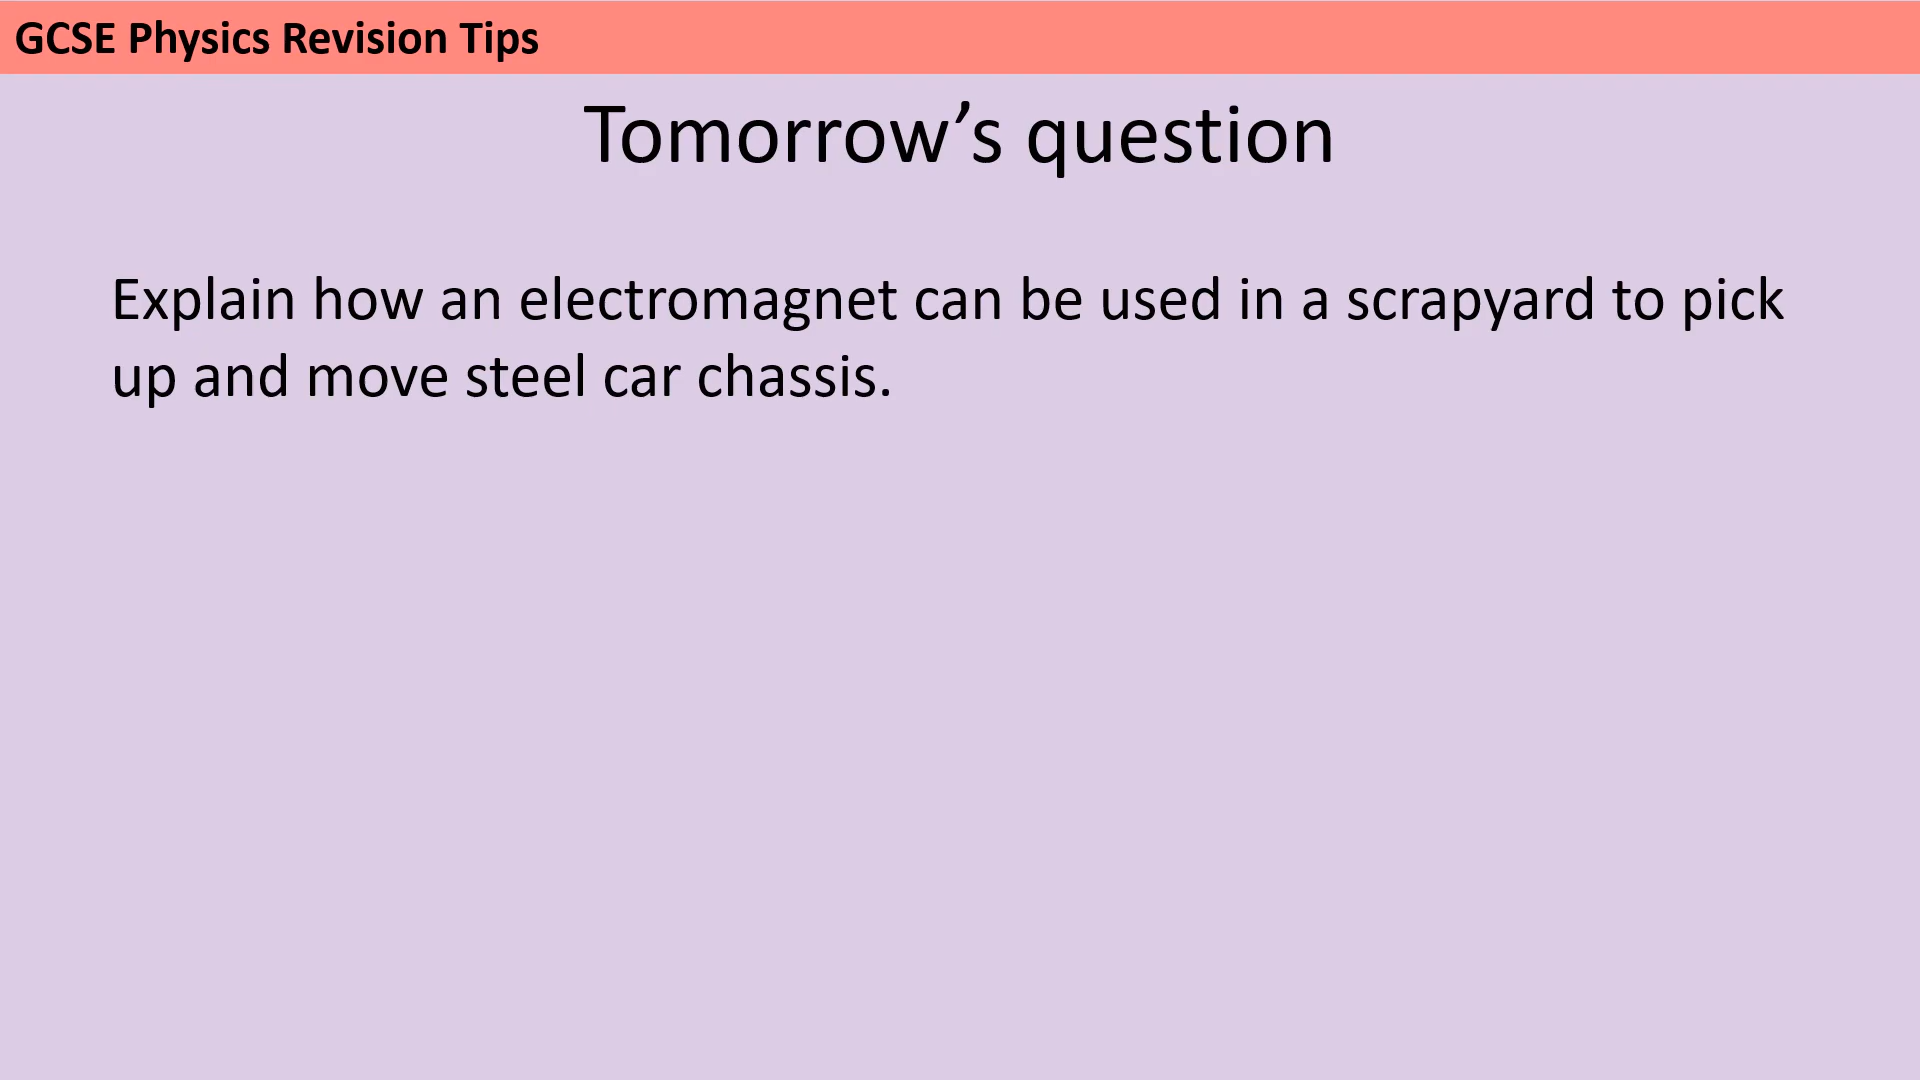 GCSE Physics Revision Tips
Tomorrow’s question
Explain how an electromagnet can be used in a scrapyard to pick
up and move steel car chassis.